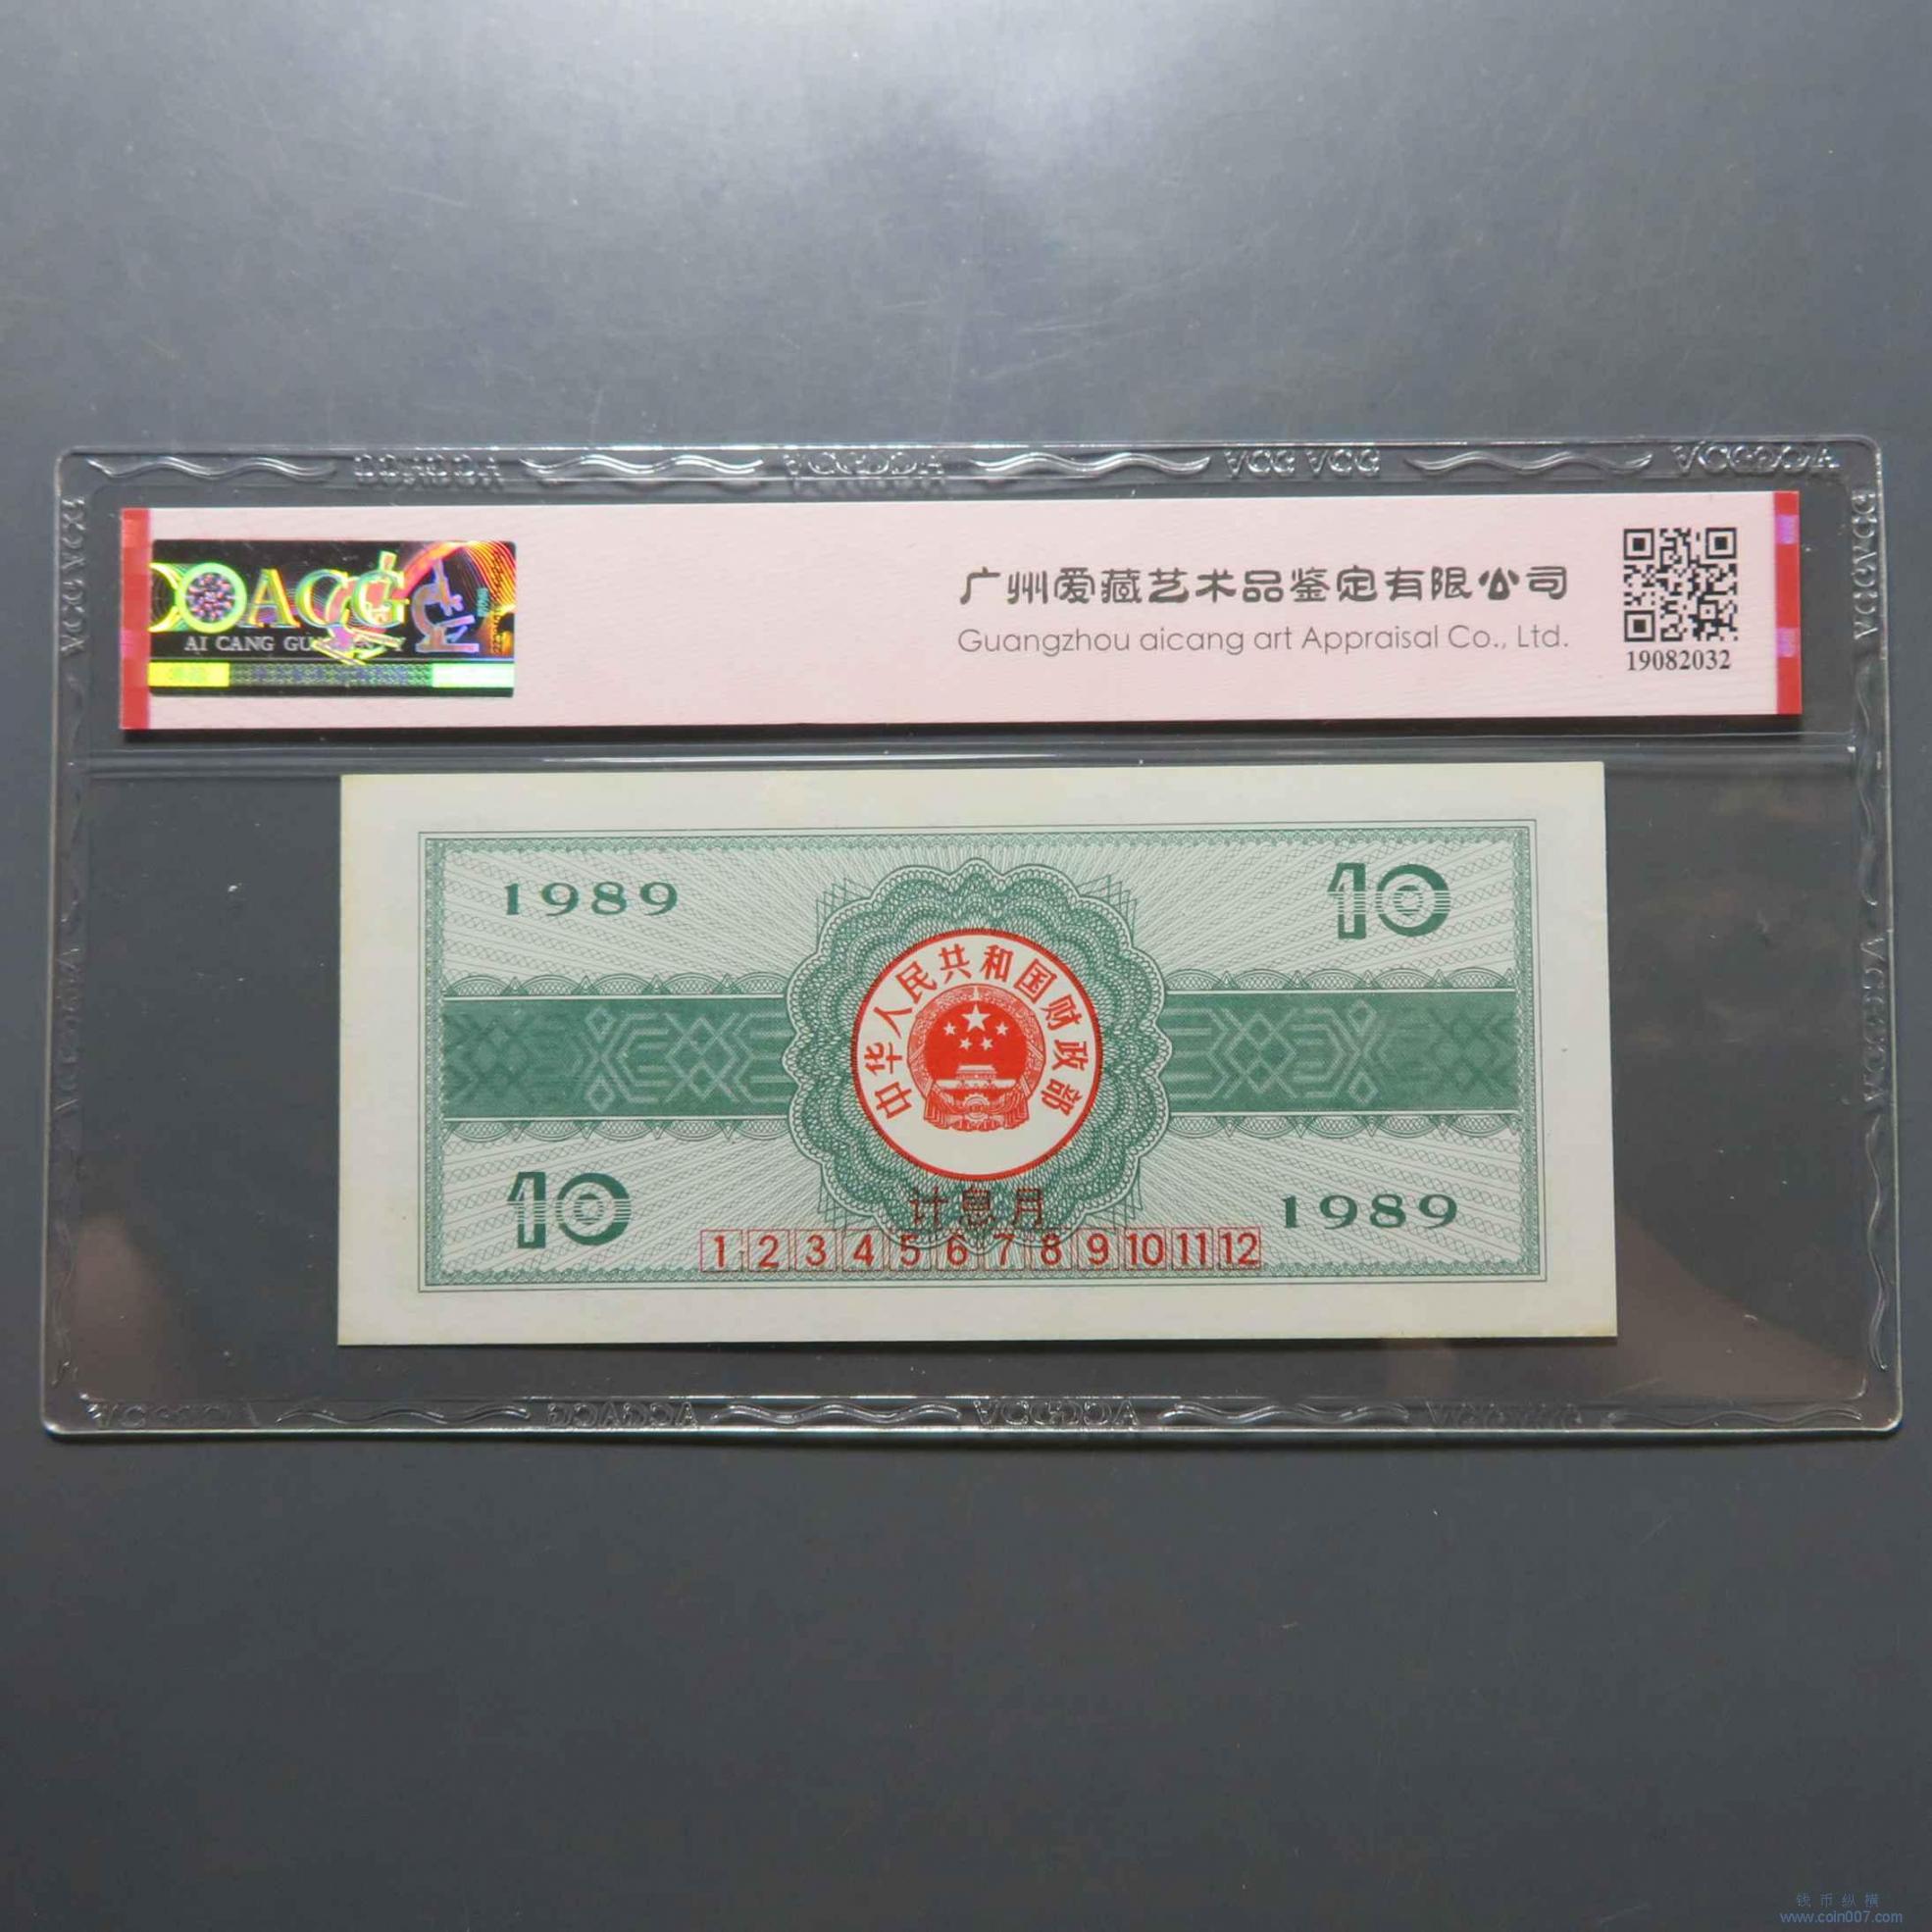 VCG VCG
ACG
AI CANG
广州爱藏艺术品鉴定有限公司
Guangzhou aicang art Appraisal Co., Ltd.
19082032
1989
10
中华人民共和国财政部
10
1989
计息月
1 2 3 4 5 6 7 8 9 10 11 12
钱币纵横
www.coin007.com